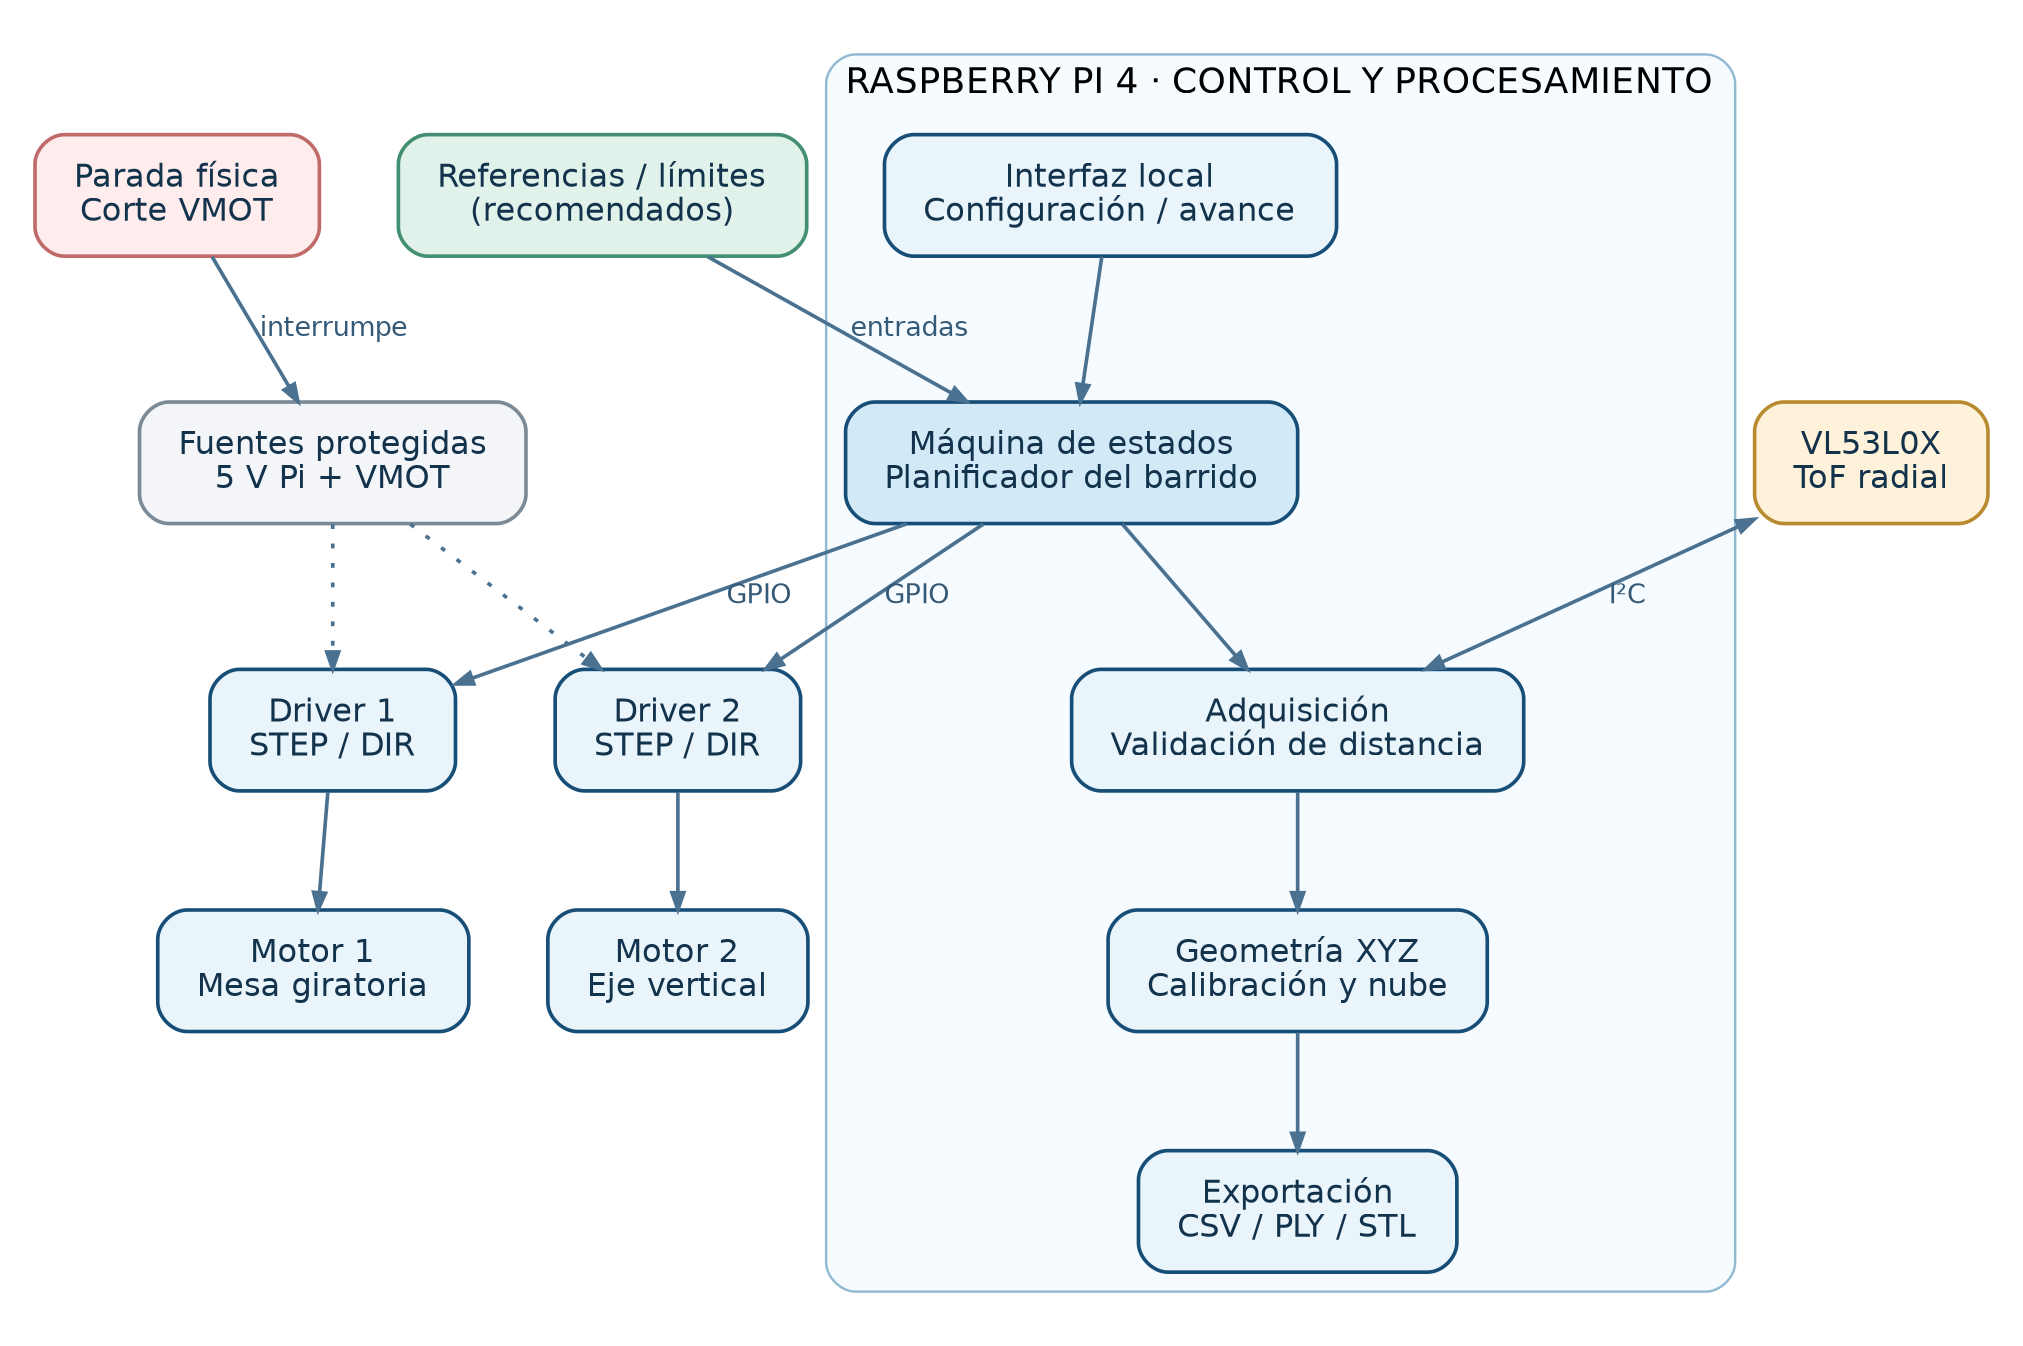 RASPBERRY PI 4 · CONTROL Y PROCESAMIENTO
Parada física
Corte VMOT
Referencias / límites
(recomendados)
Interfaz local
Configuración / avance
interrumpe
entradas
Fuentes protegidas
5 V Pi + VMOT
Máquina de estados
Planificador del barrido
VL53L0X
ToF radial
GPIO
GPIO
I²C
Driver 1
STEP / DIR
Driver 2
STEP / DIR
Adquisición
Validación de distancia
Motor 1
Mesa giratoria
Motor 2
Eje vertical
Geometría XYZ
Calibración y nube
Exportación
CSV / PLY / STL